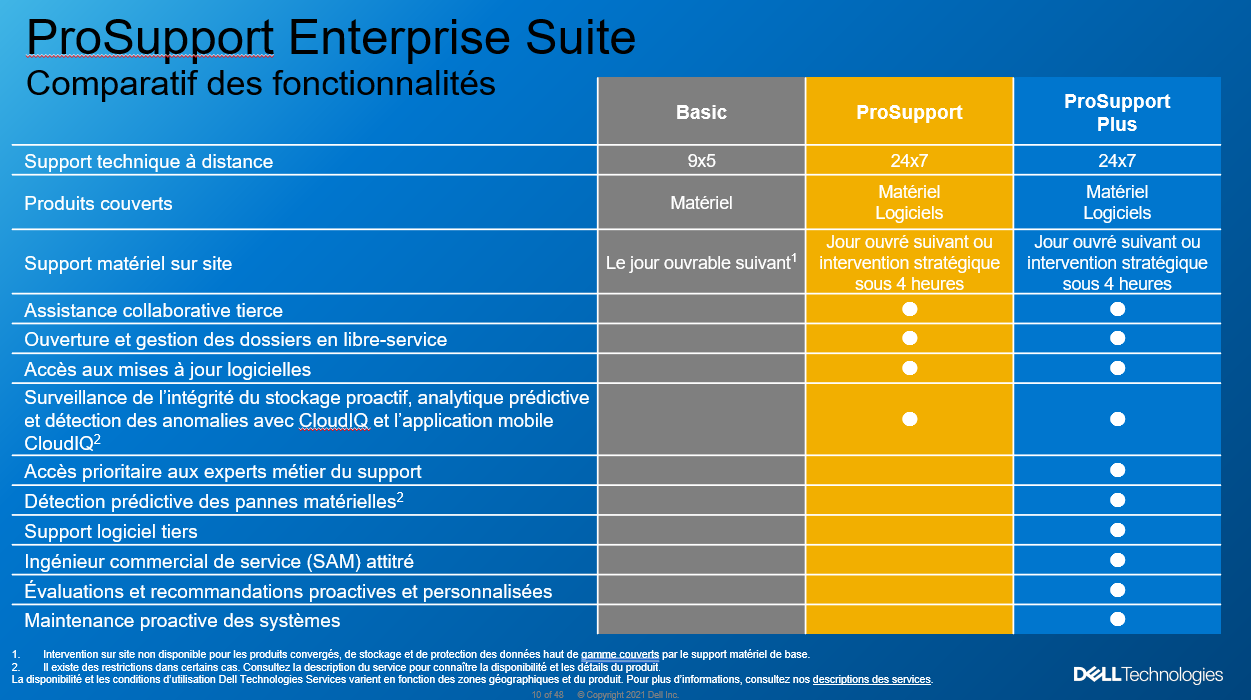 ProSupport Enterprise Suite
Comparatif des fonctionnalités
Basic
ProSupport
ProSupport
Plus
Support technique à distance
9x5
24x7
24x7
Produits couverts
Matériel
Matériel
Logiciels
Matériel
Logiciels
Support matériel sur site
Le jour ouvrable suivant1
Jour ouvré suivant ou
intervention stratégique
sous 4 heures
Jour ouvré suivant ou
intervention stratégique
sous 4 heures
Assistance collaborative tierce
Ouverture et gestion des dossiers en libre-service
Accès aux mises à jour logicielles
Surveillance de l’intégrité du stockage proactif, analytique prédictive
et détection des anomalies avec CloudIQ et l’application mobile
CloudIQ2
Accès prioritaire aux experts métier du support
Détection prédictive des pannes matérielles2
Support logiciel tiers
Ingénieur commercial de service (SAM) attitré
Évaluations et recommandations proactives et personnalisées
Maintenance proactive des systèmes
1. Intervention sur site non disponible pour les produits convergés, de stockage et de protection des données haut de gamme couverts par le support matériel de base.
2. Il existe des restrictions dans certains cas. Consultez la description du service pour connaître la disponibilité et les détails du produit.
La disponibilité et les conditions d’utilisation Dell Technologies Services varient en fonction des zones géographiques et du produit. Pour plus d’informations, consultez nos descriptions des services.
DELLTechnologies
10 of 48 © Copyright 2021 Dell Inc.